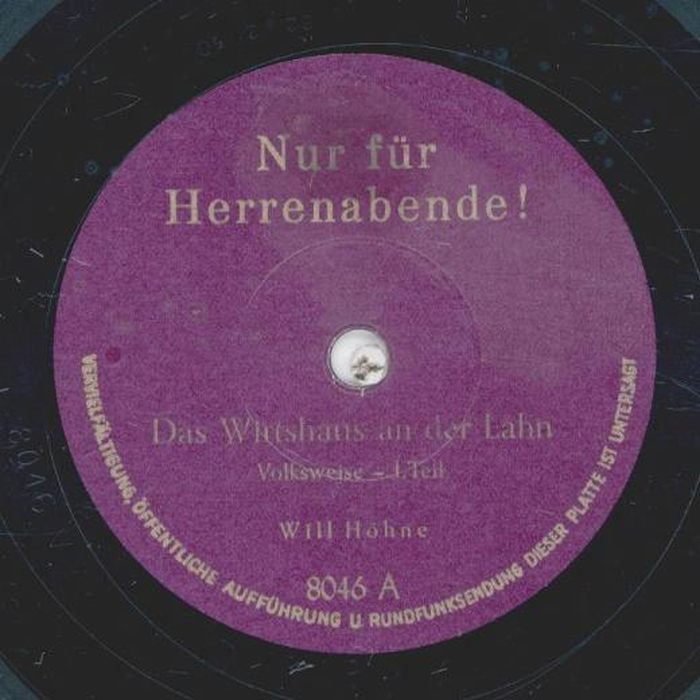 Nur für
Herrenabende!
Das Wirtshaus an der Lahn
Volksweise – I. Teil
Will Höhne
8046 A
VERVIELFÄLTIGUNG, ÖFFENTLICHE AUFFÜHRUNG U RUNDFUNKSENDUNG DIESER PLATTE IST UNTERSAGT
8046